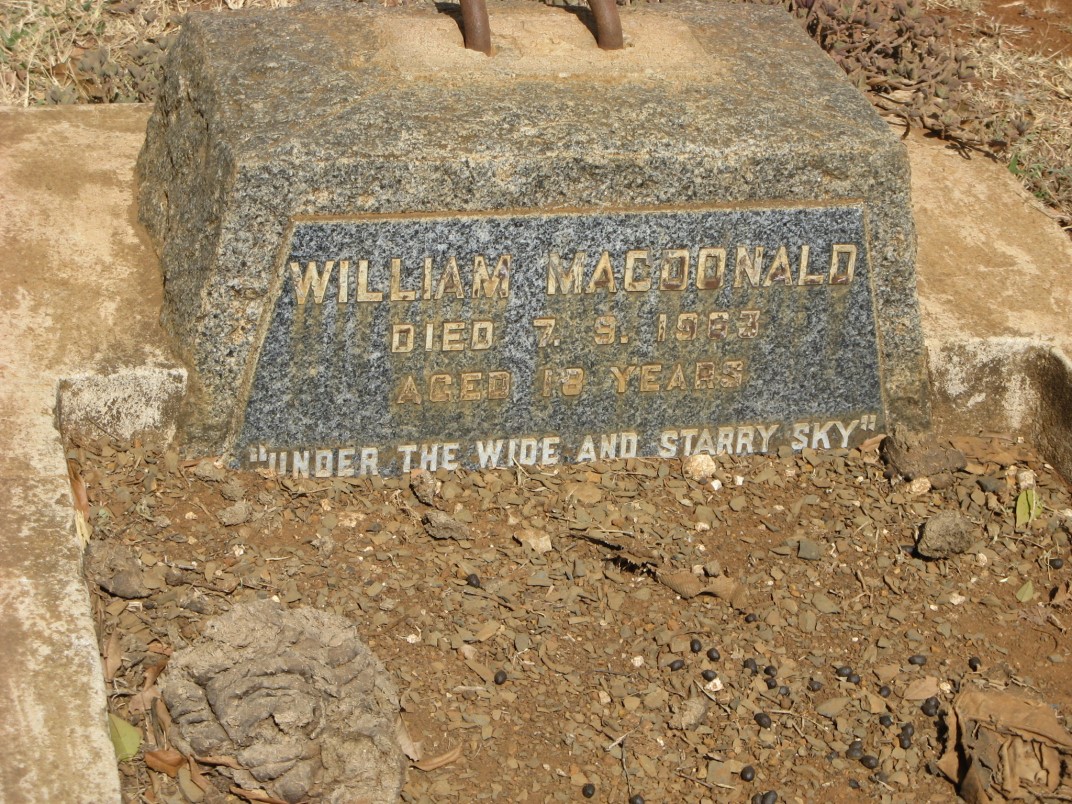 WILLIAM MACDONALD
DIED 7. 9. 1963
AGED 18 YEARS
"UNDER THE WIDE AND STARRY SKY"